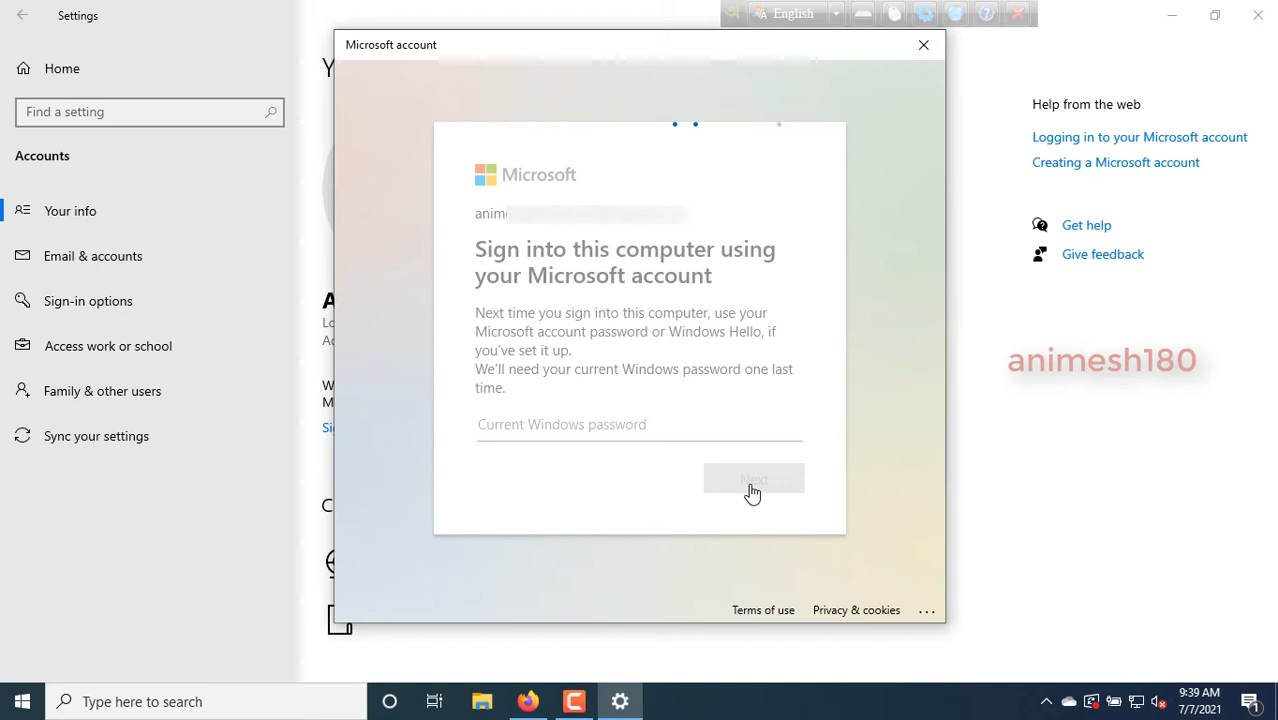 Settings
English
Microsoft account
Home
Find a setting
Accounts
Your info
Email & accounts
Sign-in options
Access work or school
Family & other users
Sync your settings
Y
A
Lo
A
W
M
Si
C
Microsoft
anim
Sign into this computer using
your Microsoft account
Next time you sign into this computer, use your
Microsoft account password or Windows Hello, if
you've set it up.
We'll need your current Windows password one last
time.
Current Windows password
Next
Terms of use
Privacy & cookies
...
Help from the web
Logging in to your Microsoft account
Creating a Microsoft account
Get help
Give feedback
animesh180
Type here to search
9:39 AM
7/7/2021
1